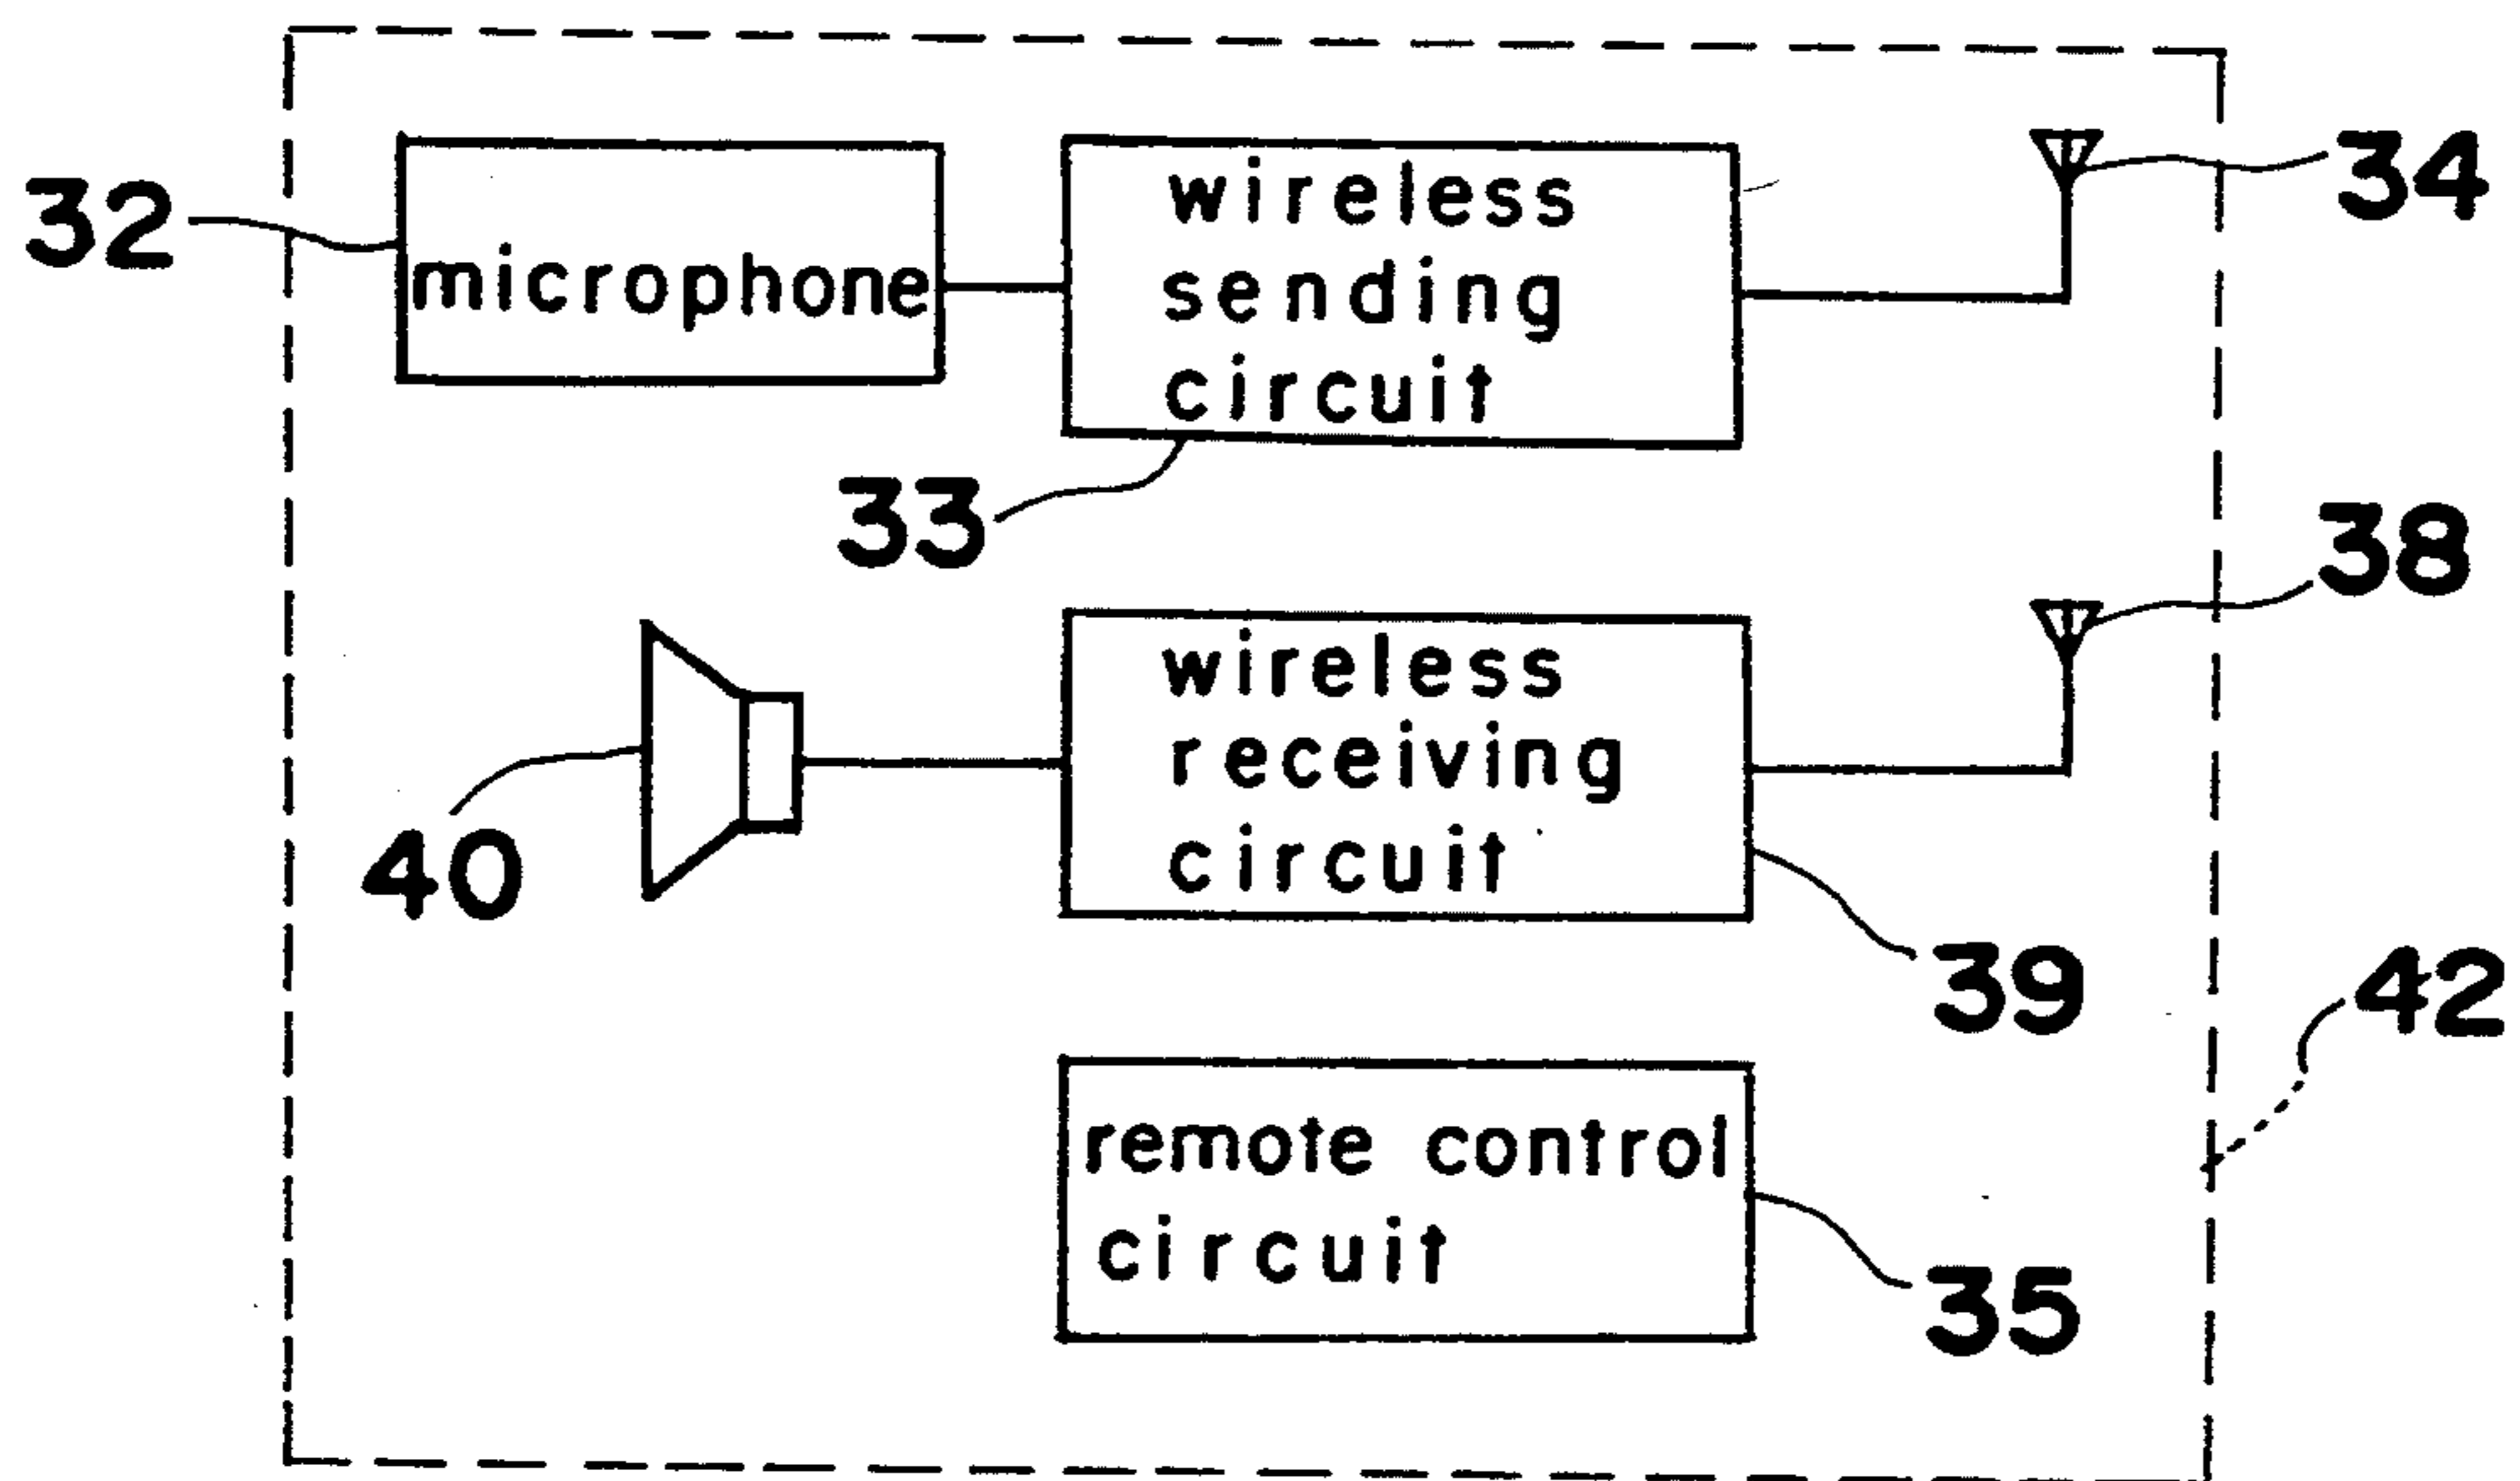 32
microphone
wireless
sending
circuit
34
33
38
wireless
receiving
circuit
40
39
42
remote control
circuit
35